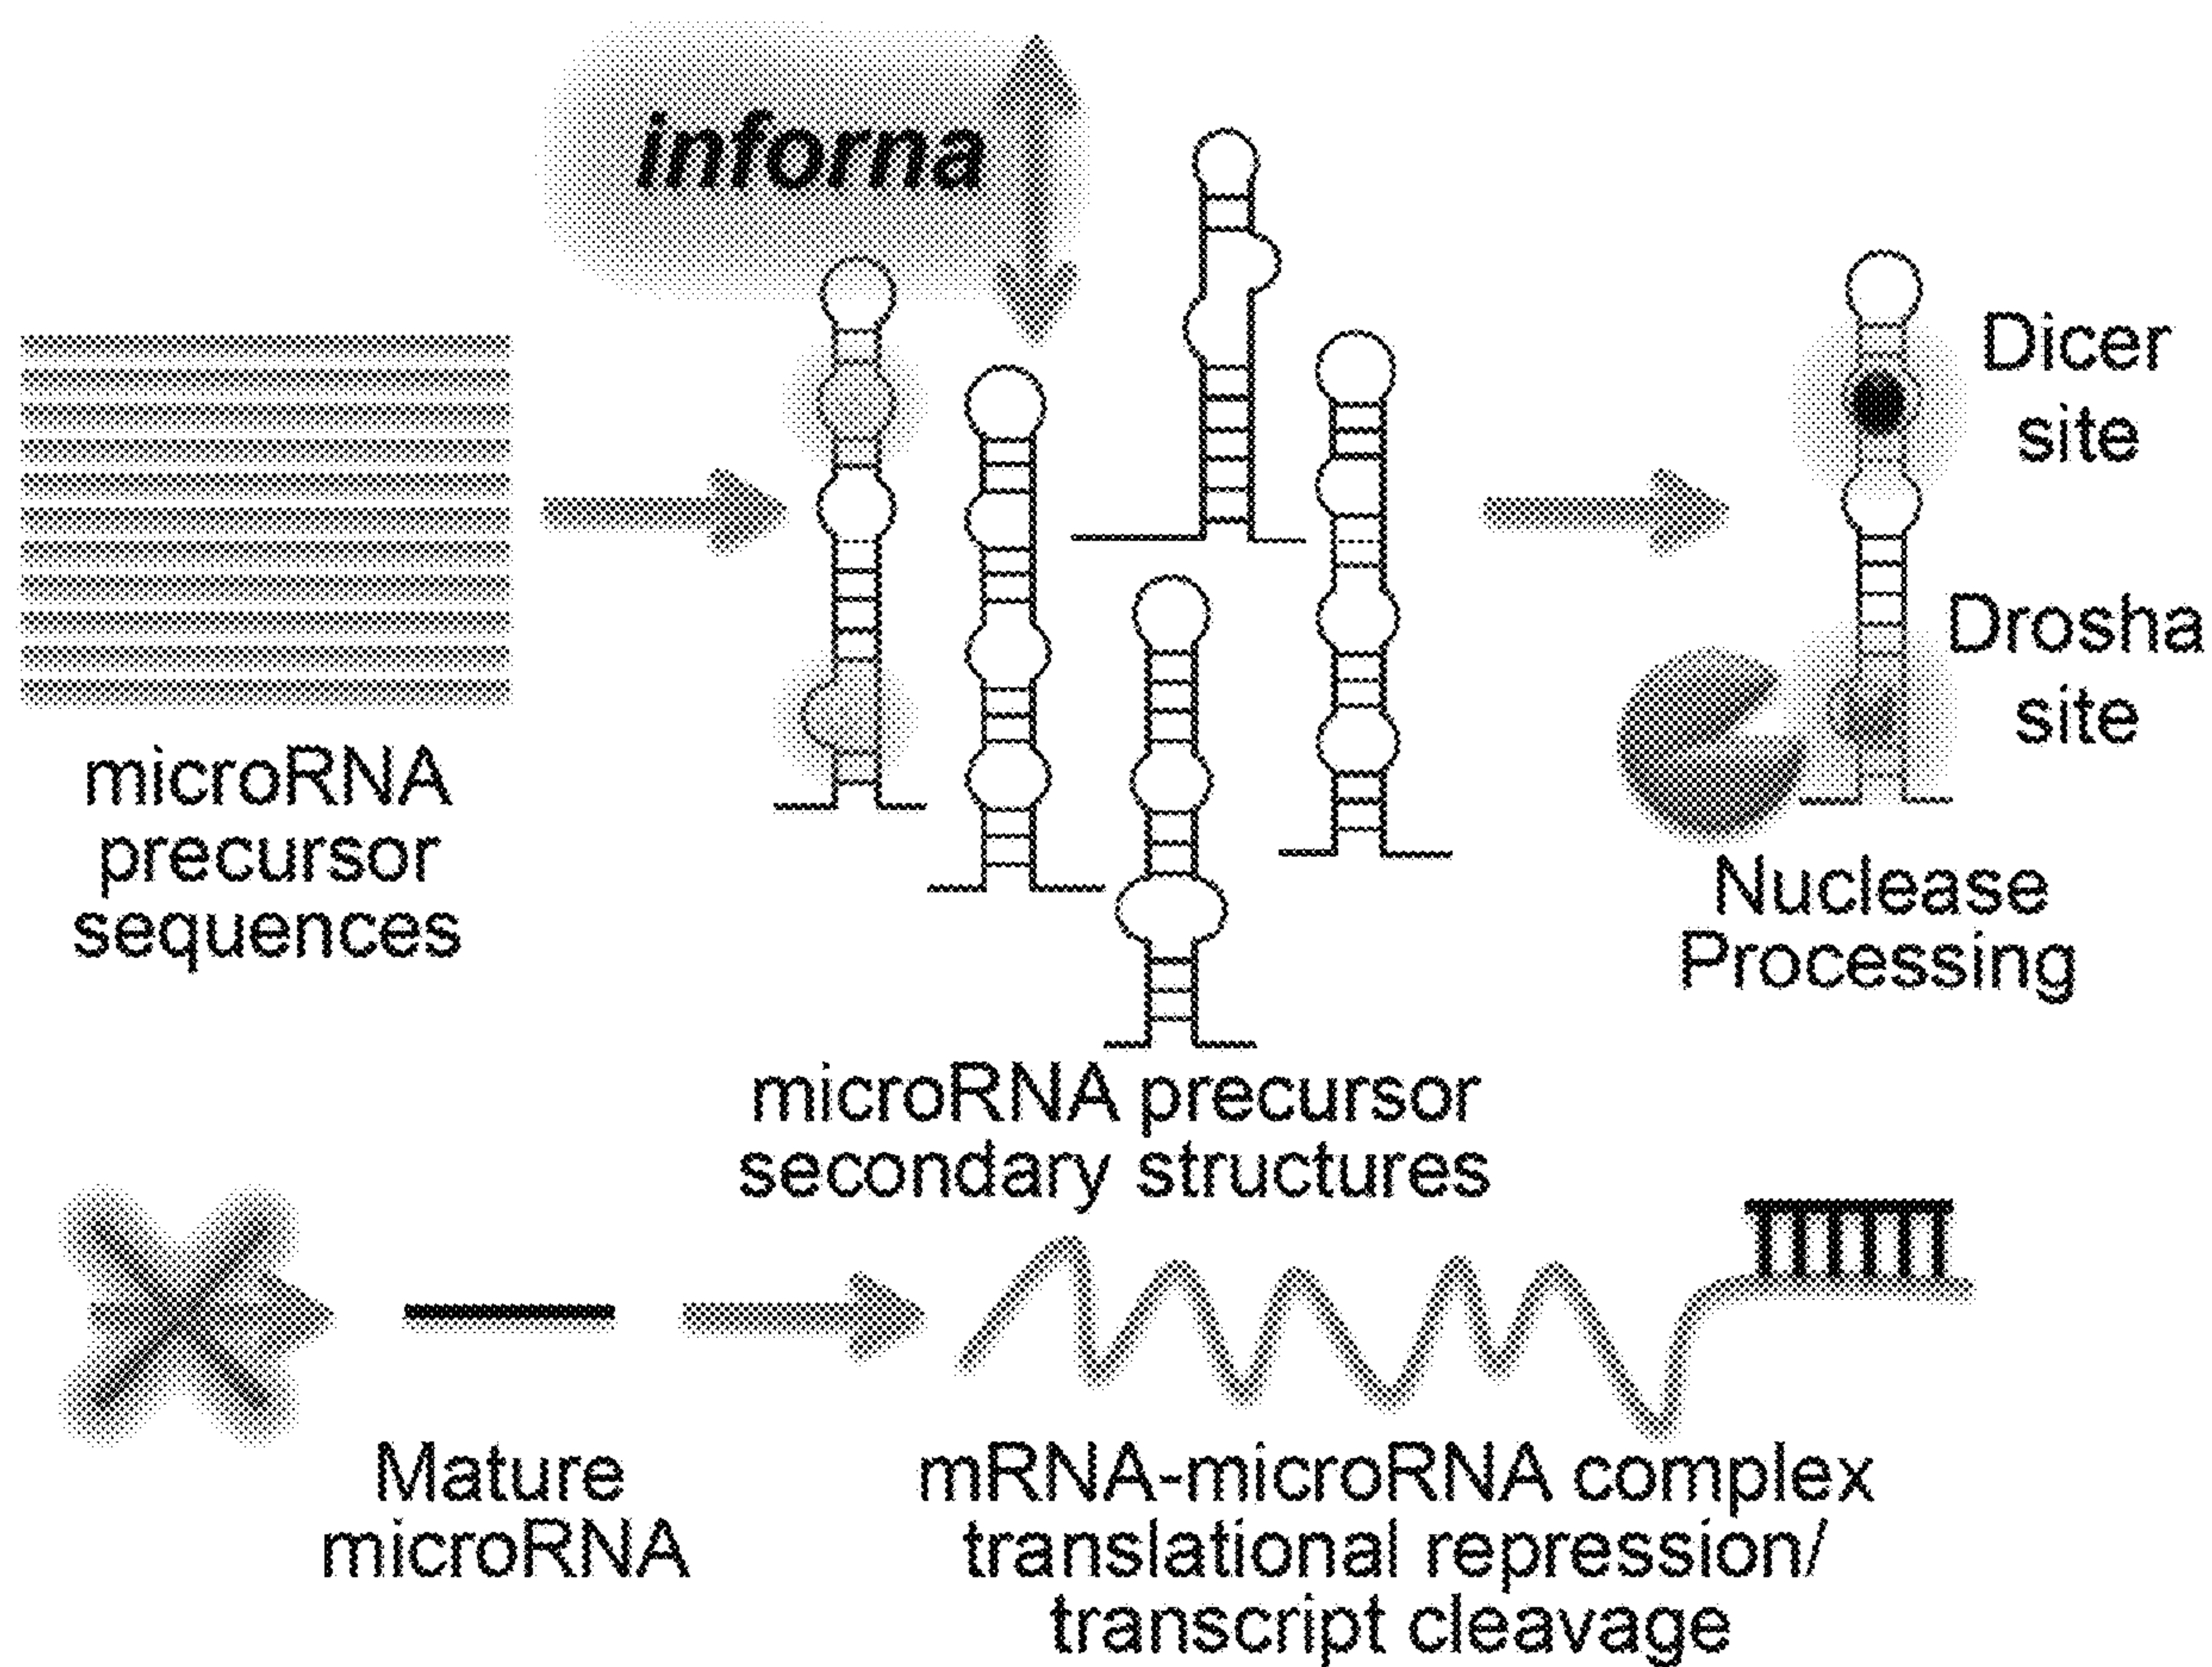 inforna
microRNA
precursor
sequences
microRNA precursor
secondary structures
Dicer
site
Drosha
site
Nuclease
Processing
Mature
microRNA
mRNA-microRNA complex
translational repression/
transcript cleavage